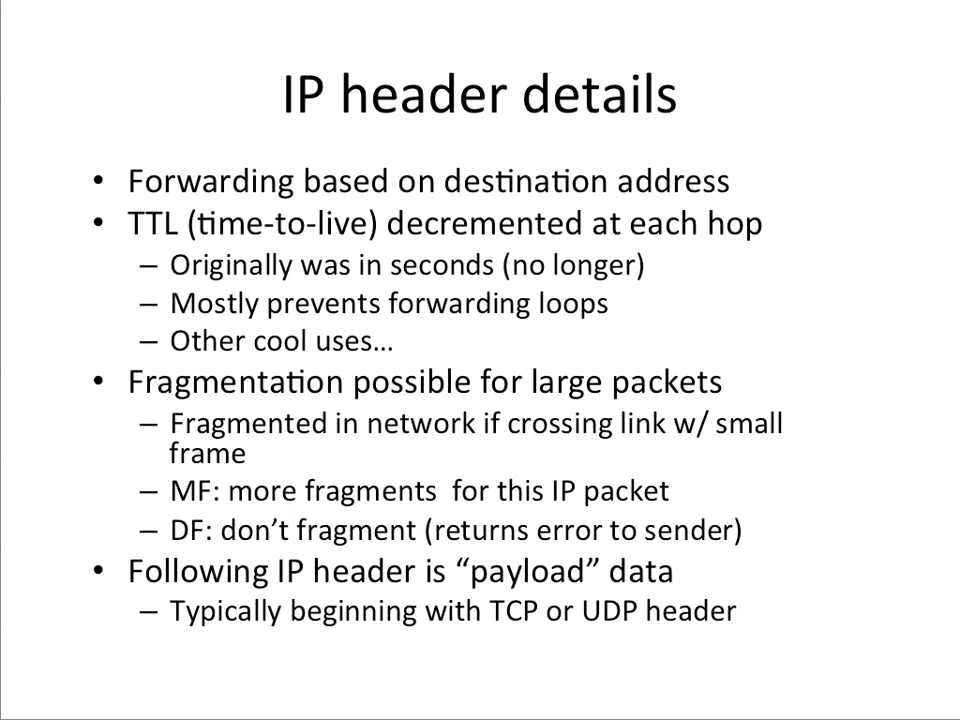 IP header details
• Forwarding based on destination address
• TTL (time-to-live) decremented at each hop
– Originally was in seconds (no longer)
– Mostly prevents forwarding loops
– Other cool uses…
• Fragmentation possible for large packets
– Fragmented in network if crossing link w/ small
frame
– MF: more fragments  for this IP packet
– DF: don’t fragment (returns error to sender)
• Following IP header is “payload” data
– Typically beginning with TCP or UDP header